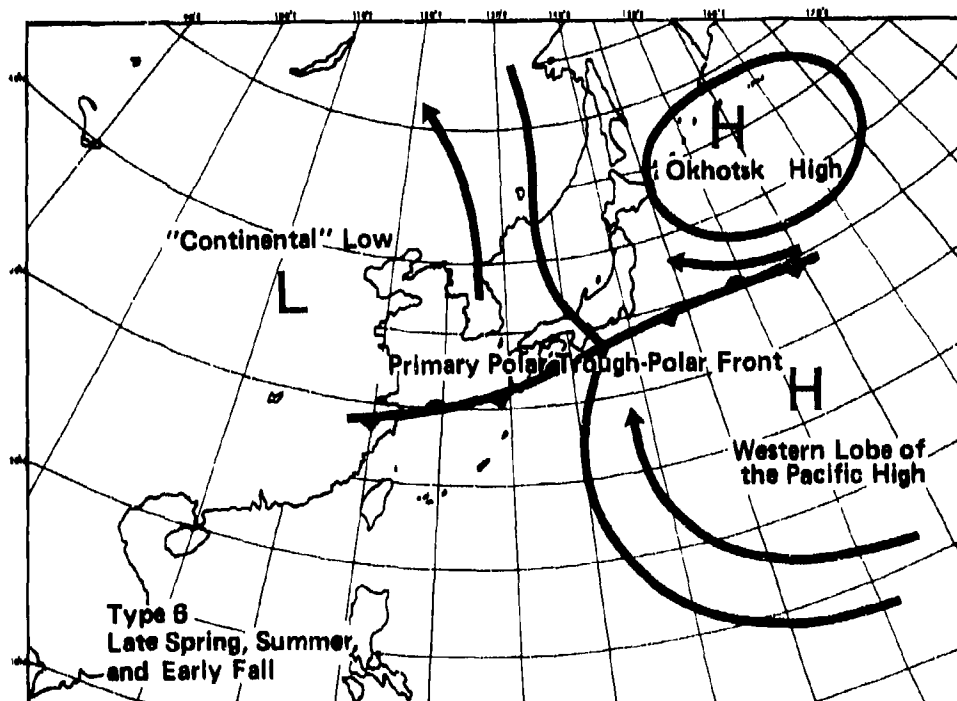 H
Okhotsk High
"Continental" Low
L
Primary Polar Trough-Polar Front
H
Western Lobe of
the Pacific High
Type 6
Late Spring, Summer
and Early Fall